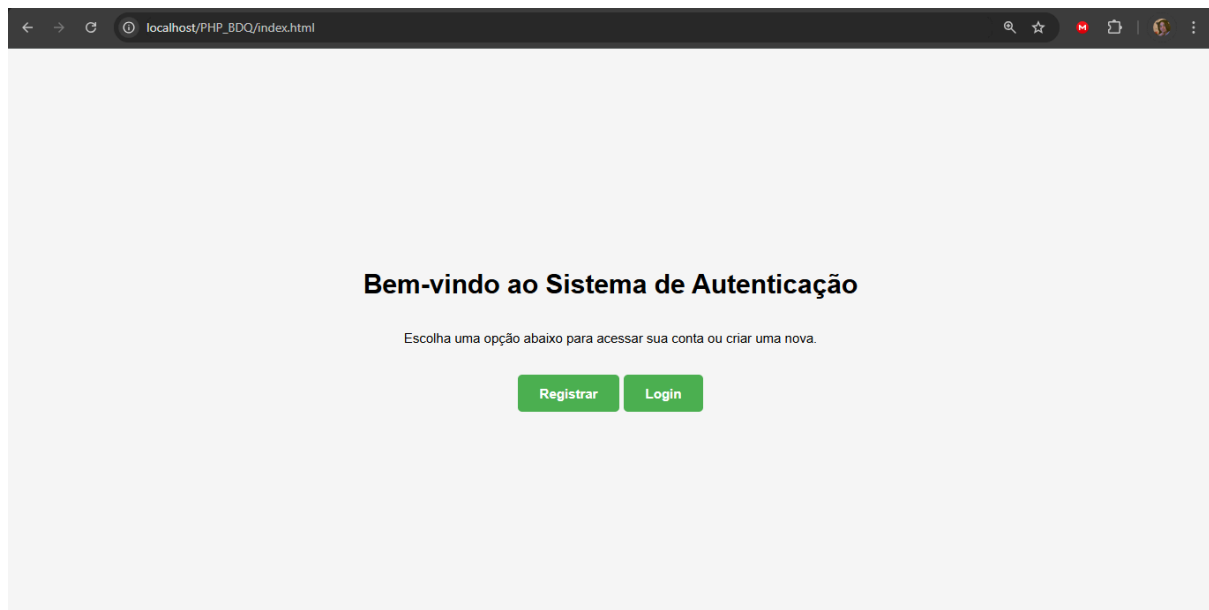 localhost/PHP_BDQ/index.html
M
Bem-vindo ao Sistema de Autenticação
Escolha uma opção abaixo para acessar sua conta ou criar uma nova.
Registrar Login